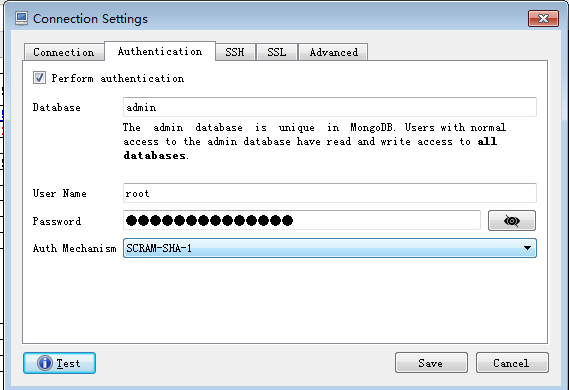 Connection Settings
Connection Authentication SSH SSL Advanced
Perform authentication
Database admin
The admin database is unique in MongoDB. Users with normal
access to the admin database have read and write access to all
databases.
User Name root
Password ●●●●●●●●●●●●●●
Auth Mechanism SCRAM-SHA-1
Test Save Cancel